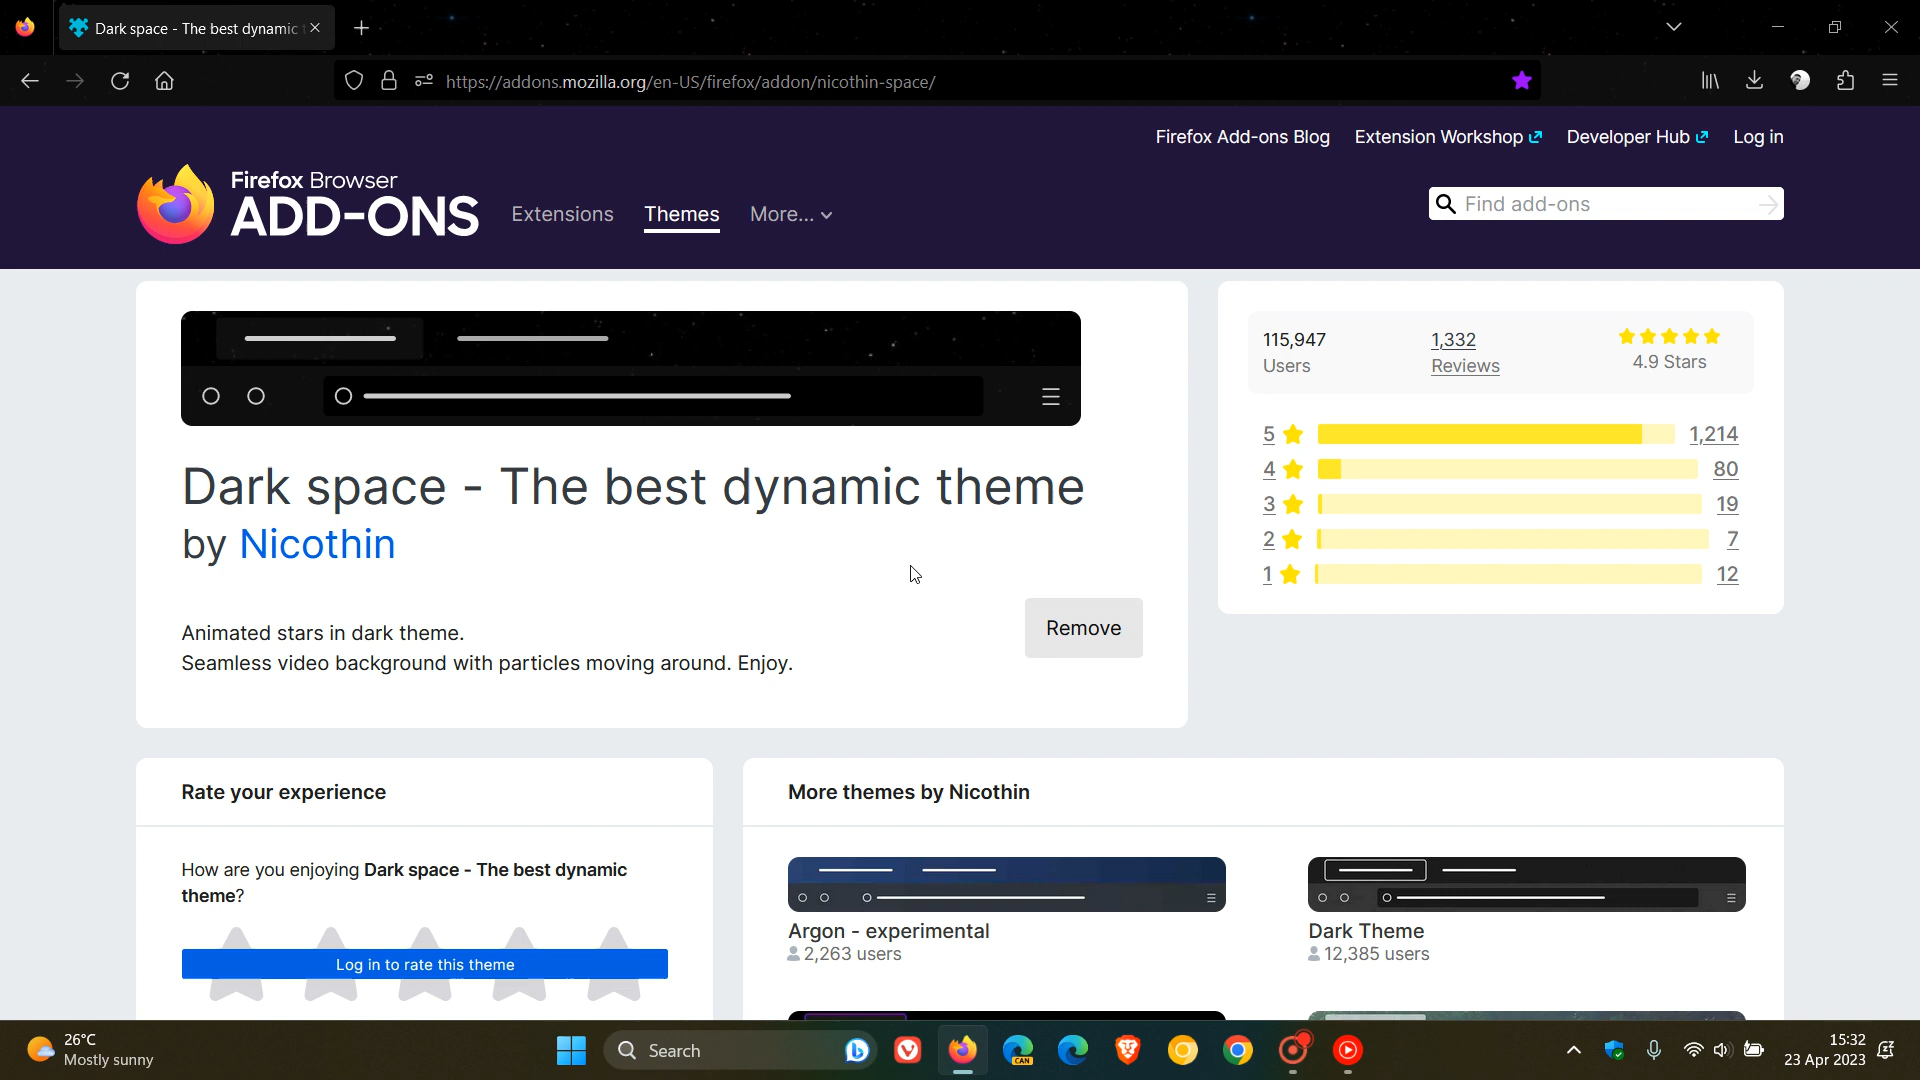 Dark space - The best dynamic
https://addons.mozilla.org/en-US/firefox/addon/nicothin-space/
Firefox Add-ons Blog
Extension Workshop
Developer Hub
Log in
Firefox Browser
ADD-ONS
Extensions
Themes
More...
Find add-ons
115,947
Users
1,332
Reviews
4.9 Stars
5
1,214
4
80
3
19
2
7
1
12
Dark space - The best dynamic theme
by Nicothin
Animated stars in dark theme.
Seamless video background with particles moving around. Enjoy.
Remove
Rate your experience
How are you enjoying Dark space - The best dynamic
theme?
Log in to rate this theme
More themes by Nicothin
Argon - experimental
2,263 users
Dark Theme
12,385 users
26°C
Mostly sunny
Search
CAN
15:32
23 Apr 2023